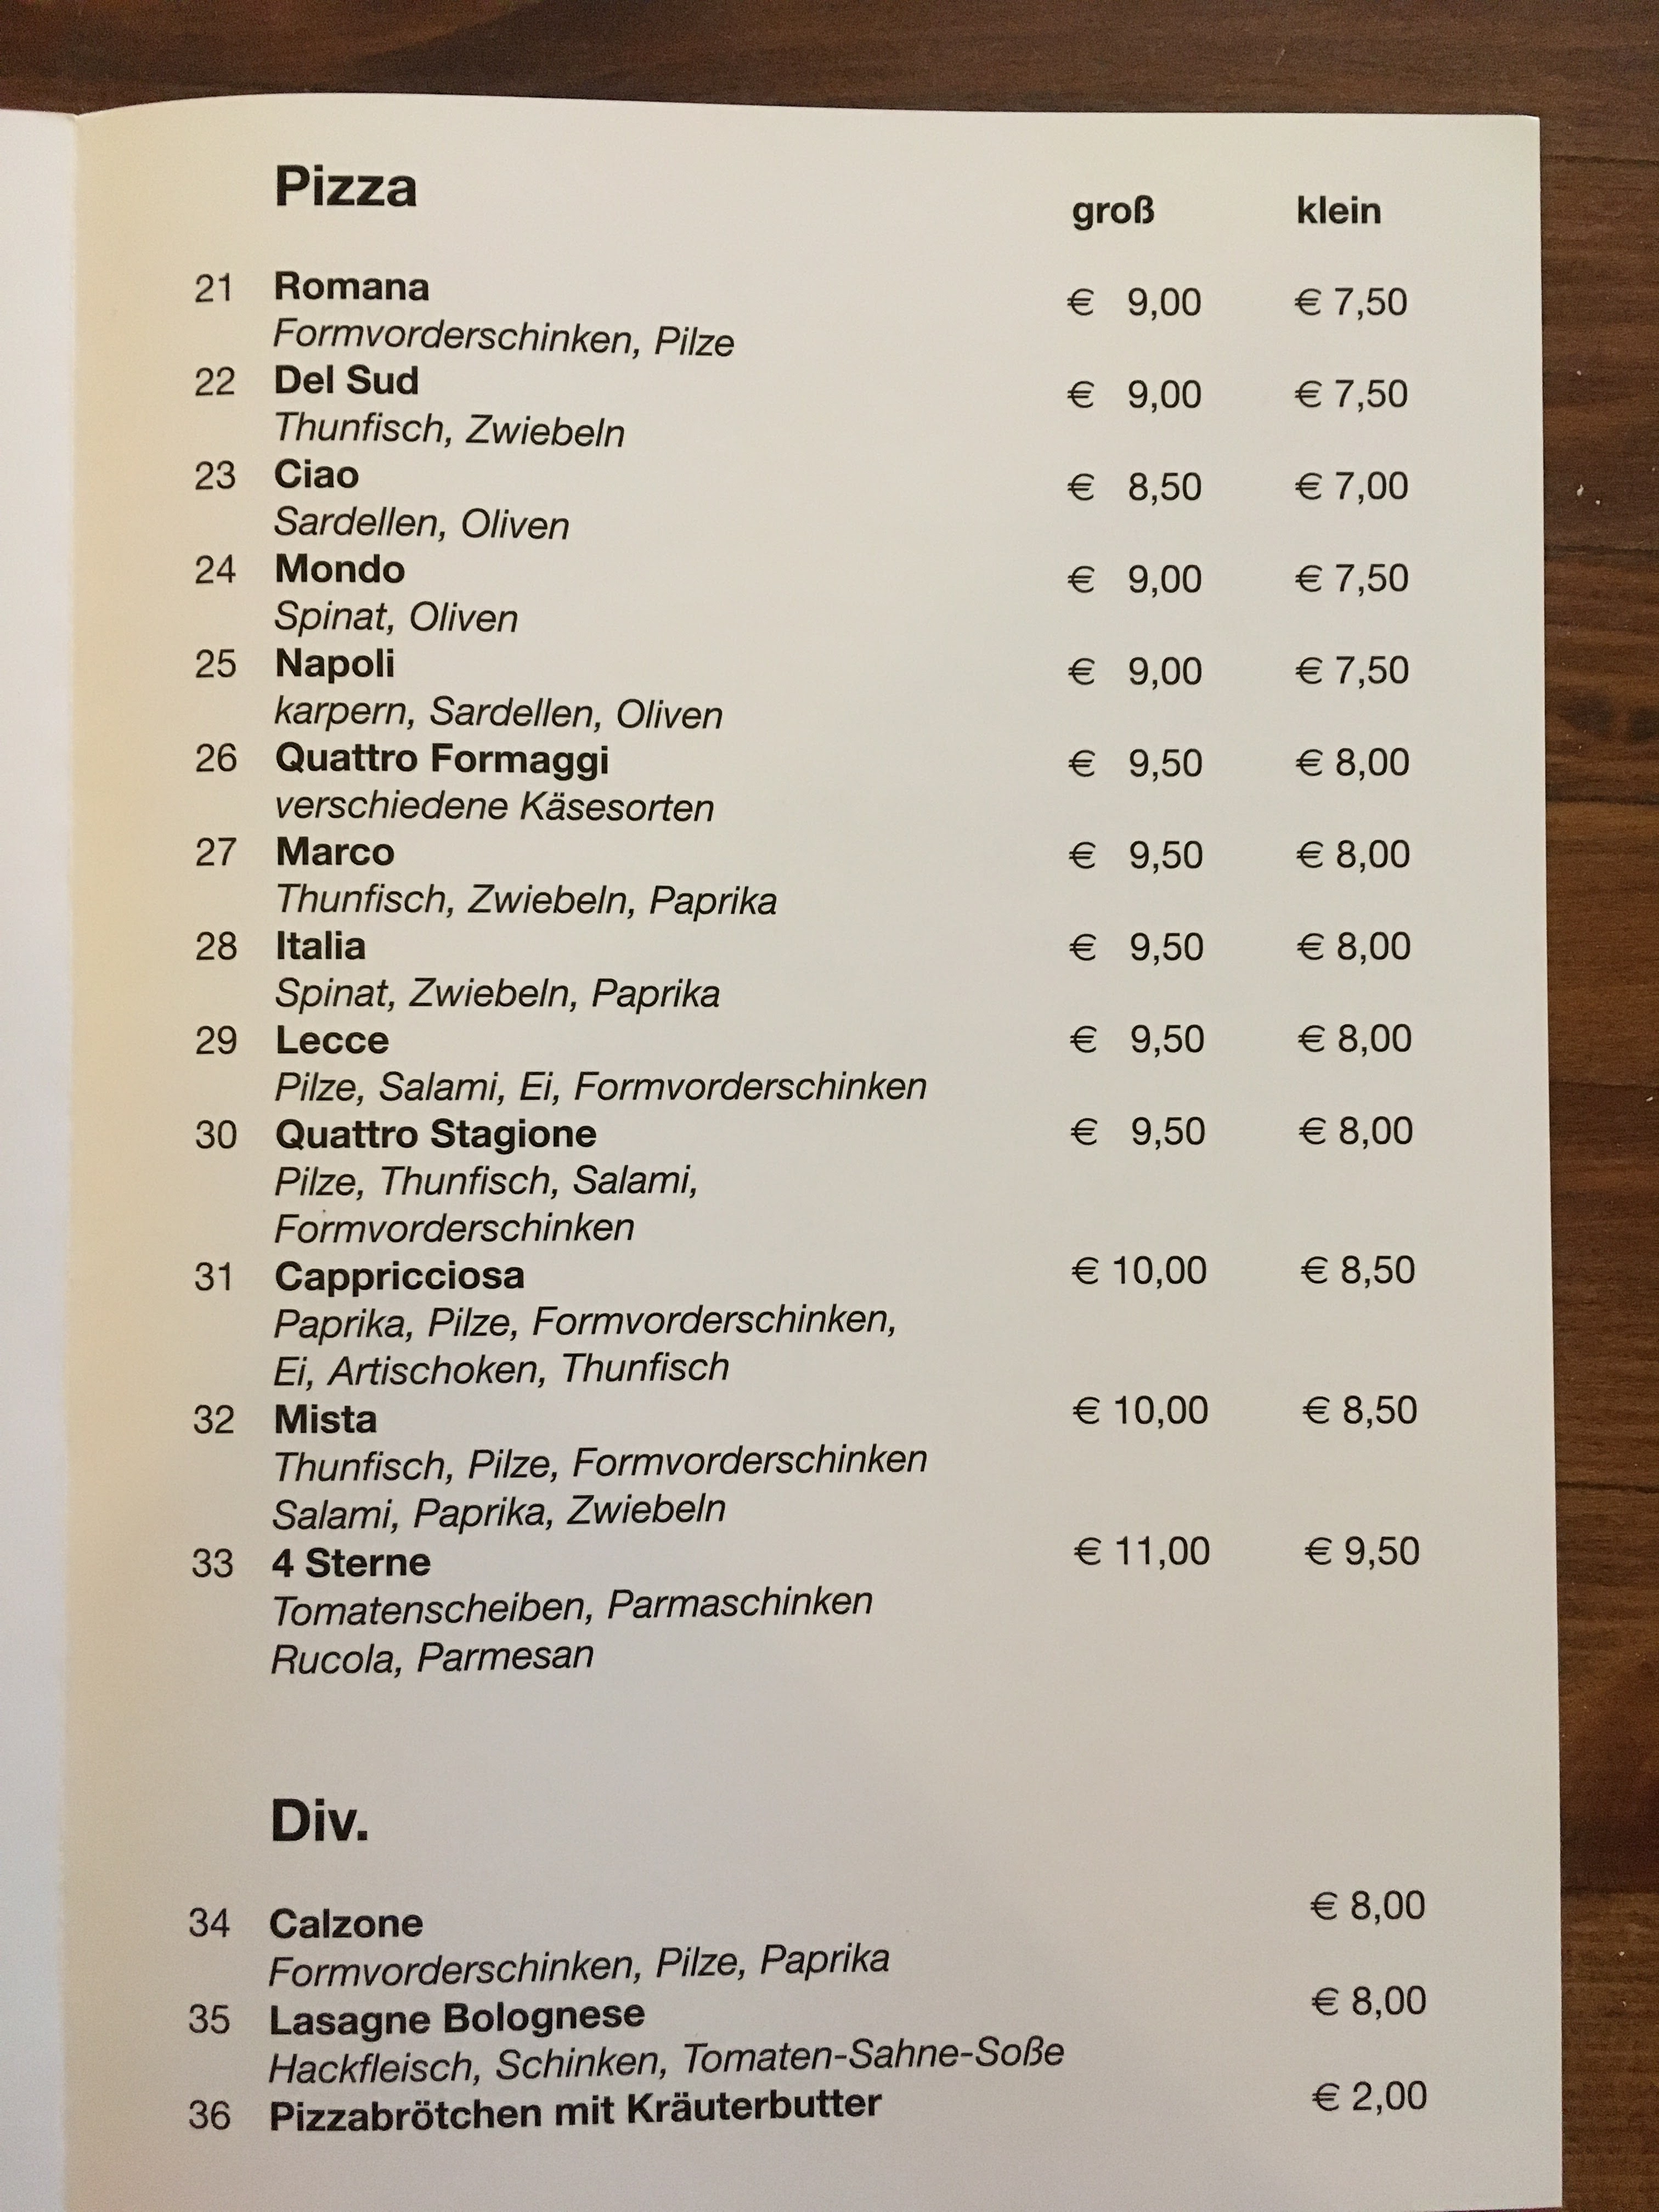 Pizza
groß klein
21 Romana € 9,00 € 7,50
Formvorderschinken, Pilze
22 Del Sud € 9,00 € 7,50
Thunfisch, Zwiebeln
23 Ciao € 8,50 € 7,00
Sardellen, Oliven
24 Mondo € 9,00 € 7,50
Spinat, Oliven
25 Napoli € 9,00 € 7,50
karpern, Sardellen, Oliven
26 Quattro Formaggi € 9,50 € 8,00
verschiedene Käsesorten
27 Marco € 9,50 € 8,00
Thunfisch, Zwiebeln, Paprika
28 Italia € 9,50 € 8,00
Spinat, Zwiebeln, Paprika
29 Lecce € 9,50 € 8,00
Pilze, Salami, Ei, Formvorderschinken
30 Quattro Stagione € 9,50 € 8,00
Pilze, Thunfisch, Salami,
Formvorderschinken
31 Cappricciosa € 10,00 € 8,50
Paprika, Pilze, Formvorderschinken,
Ei, Artischoken, Thunfisch
32 Mista € 10,00 € 8,50
Thunfisch, Pilze, Formvorderschinken
Salami, Paprika, Zwiebeln
33 4 Sterne € 11,00 € 9,50
Tomatenscheiben, Parmaschinken
Rucola, Parmesan
Div.
34 Calzone € 8,00
Formvorderschinken, Pilze, Paprika
35 Lasagne Bolognese € 8,00
Hackfleisch, Schinken, Tomaten-Sahne-Soße
36 Pizzabrötchen mit Kräuterbutter € 2,00